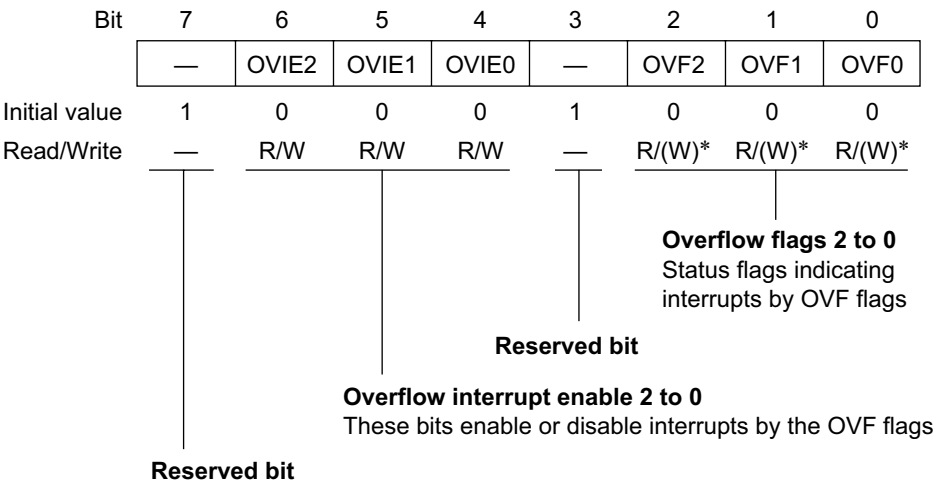 Bit 7 6 5 4 3 2 1 0
— OVIE2 OVIE1 OVIE0 — OVF2 OVF1 OVF0
Initial value 1 0 0 0 1 0 0 0
Read/Write — R/W R/W R/W — R/(W)* R/(W)* R/(W)*
Overflow flags 2 to 0
Status flags indicating
interrupts by OVF flags
Reserved bit
Overflow interrupt enable 2 to 0
These bits enable or disable interrupts by the OVF flags
Reserved bit